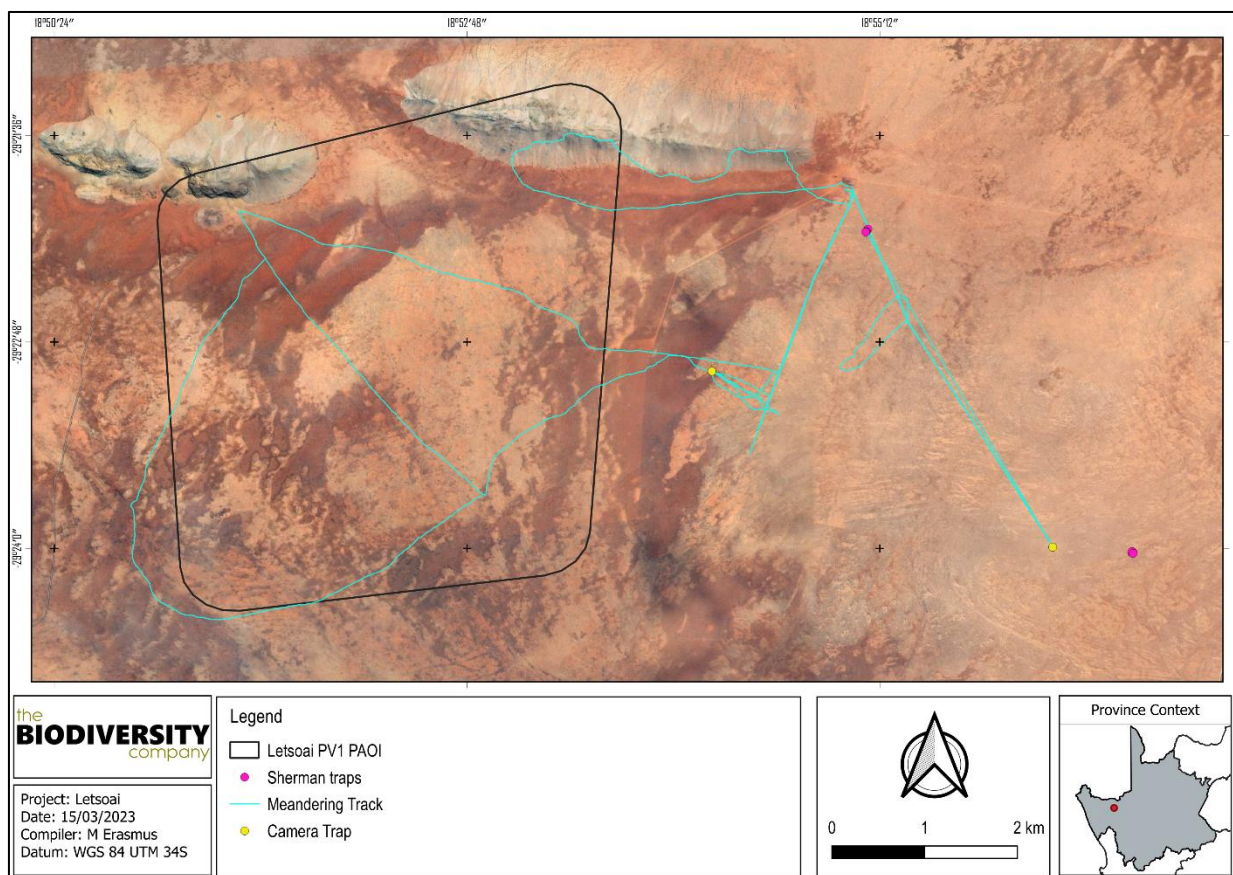 18°50′24″ 18°52′48″ 18°55′12″
-29°21′36″
-29°22′48″
-29°24′0″
the
BIODIVERSITY
company
Project: Letsoai
Date: 15/03/2023
Compiler: M Erasmus
Datum: WGS 84 UTM 34S
Legend
Letsoai PV1 PAOI
Sherman traps
Meandering Track
Camera Trap
0 1 2 km
Province Context